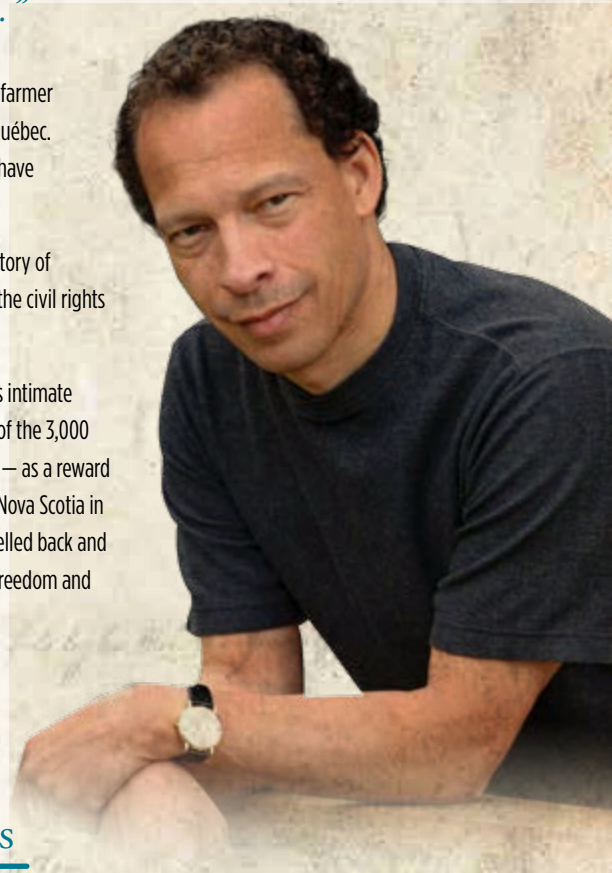 . ”
farmer
uébec.
have
tory of
the civil rights
s intimate
of the 3,000
– as a reward
Nova Scotia in
elled back and
freedom and
s